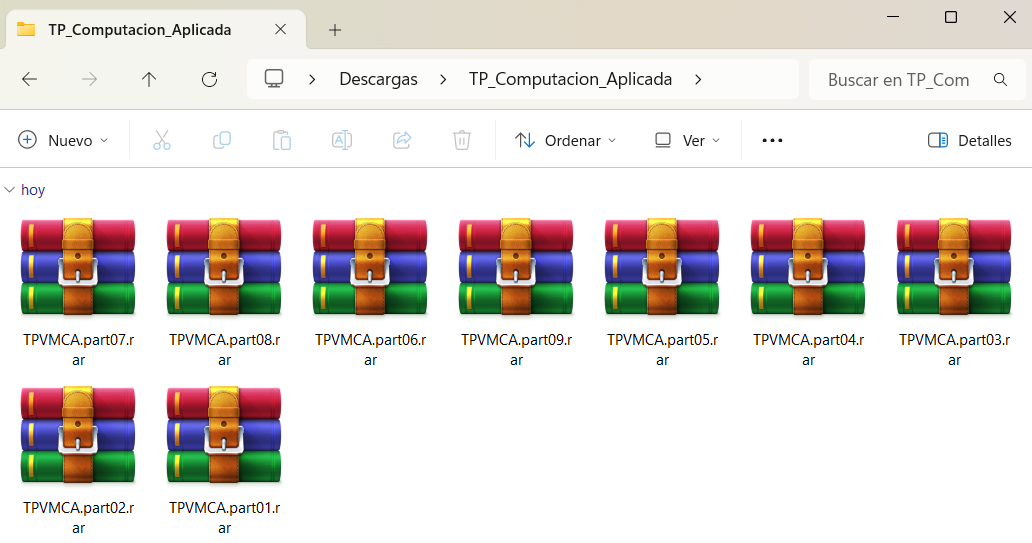 TP_Computacion_Aplicada
Descargas
TP_Computacion_Aplicada
Buscar en TP_Com
Nuevo
Ordenar
Ver
Detalles
hoy
TPVMCA.part07.r
ar
TPVMCA.part08.r
ar
TPVMCA.part06.r
ar
TPVMCA.part09.r
ar
TPVMCA.part05.r
ar
TPVMCA.part04.r
ar
TPVMCA.part03.r
ar
TPVMCA.part02.r
ar
TPVMCA.part01.r
ar